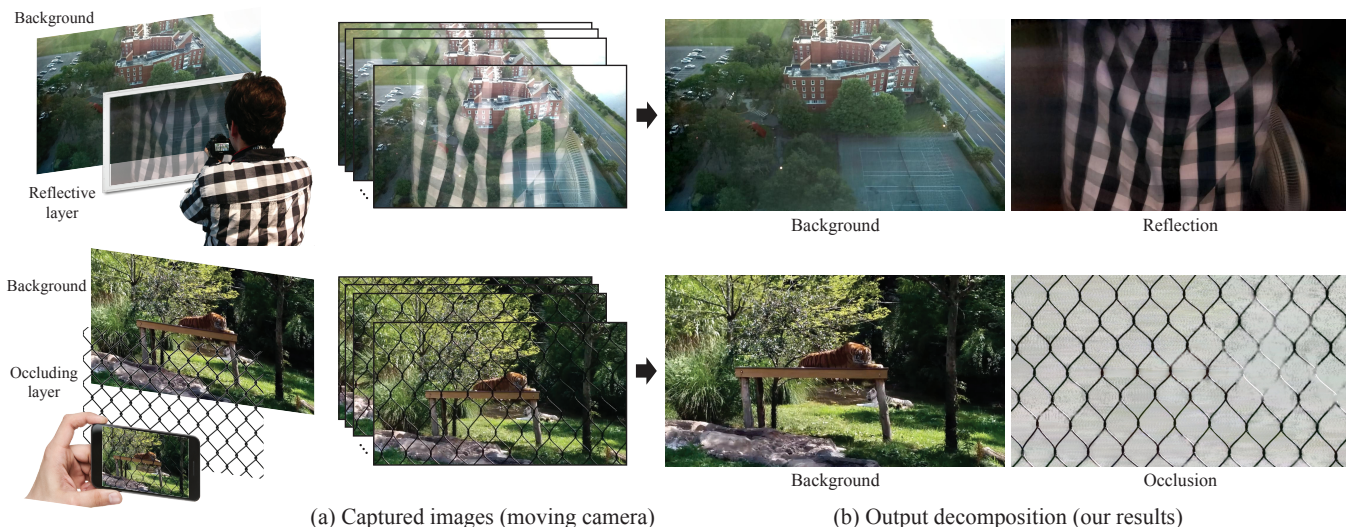 Background
Reflective
layer
Background
Reflection
Background
Occluding
layer
Background
Occlusion
(a) Captured images (moving camera)
(b) Output decomposition (our results)